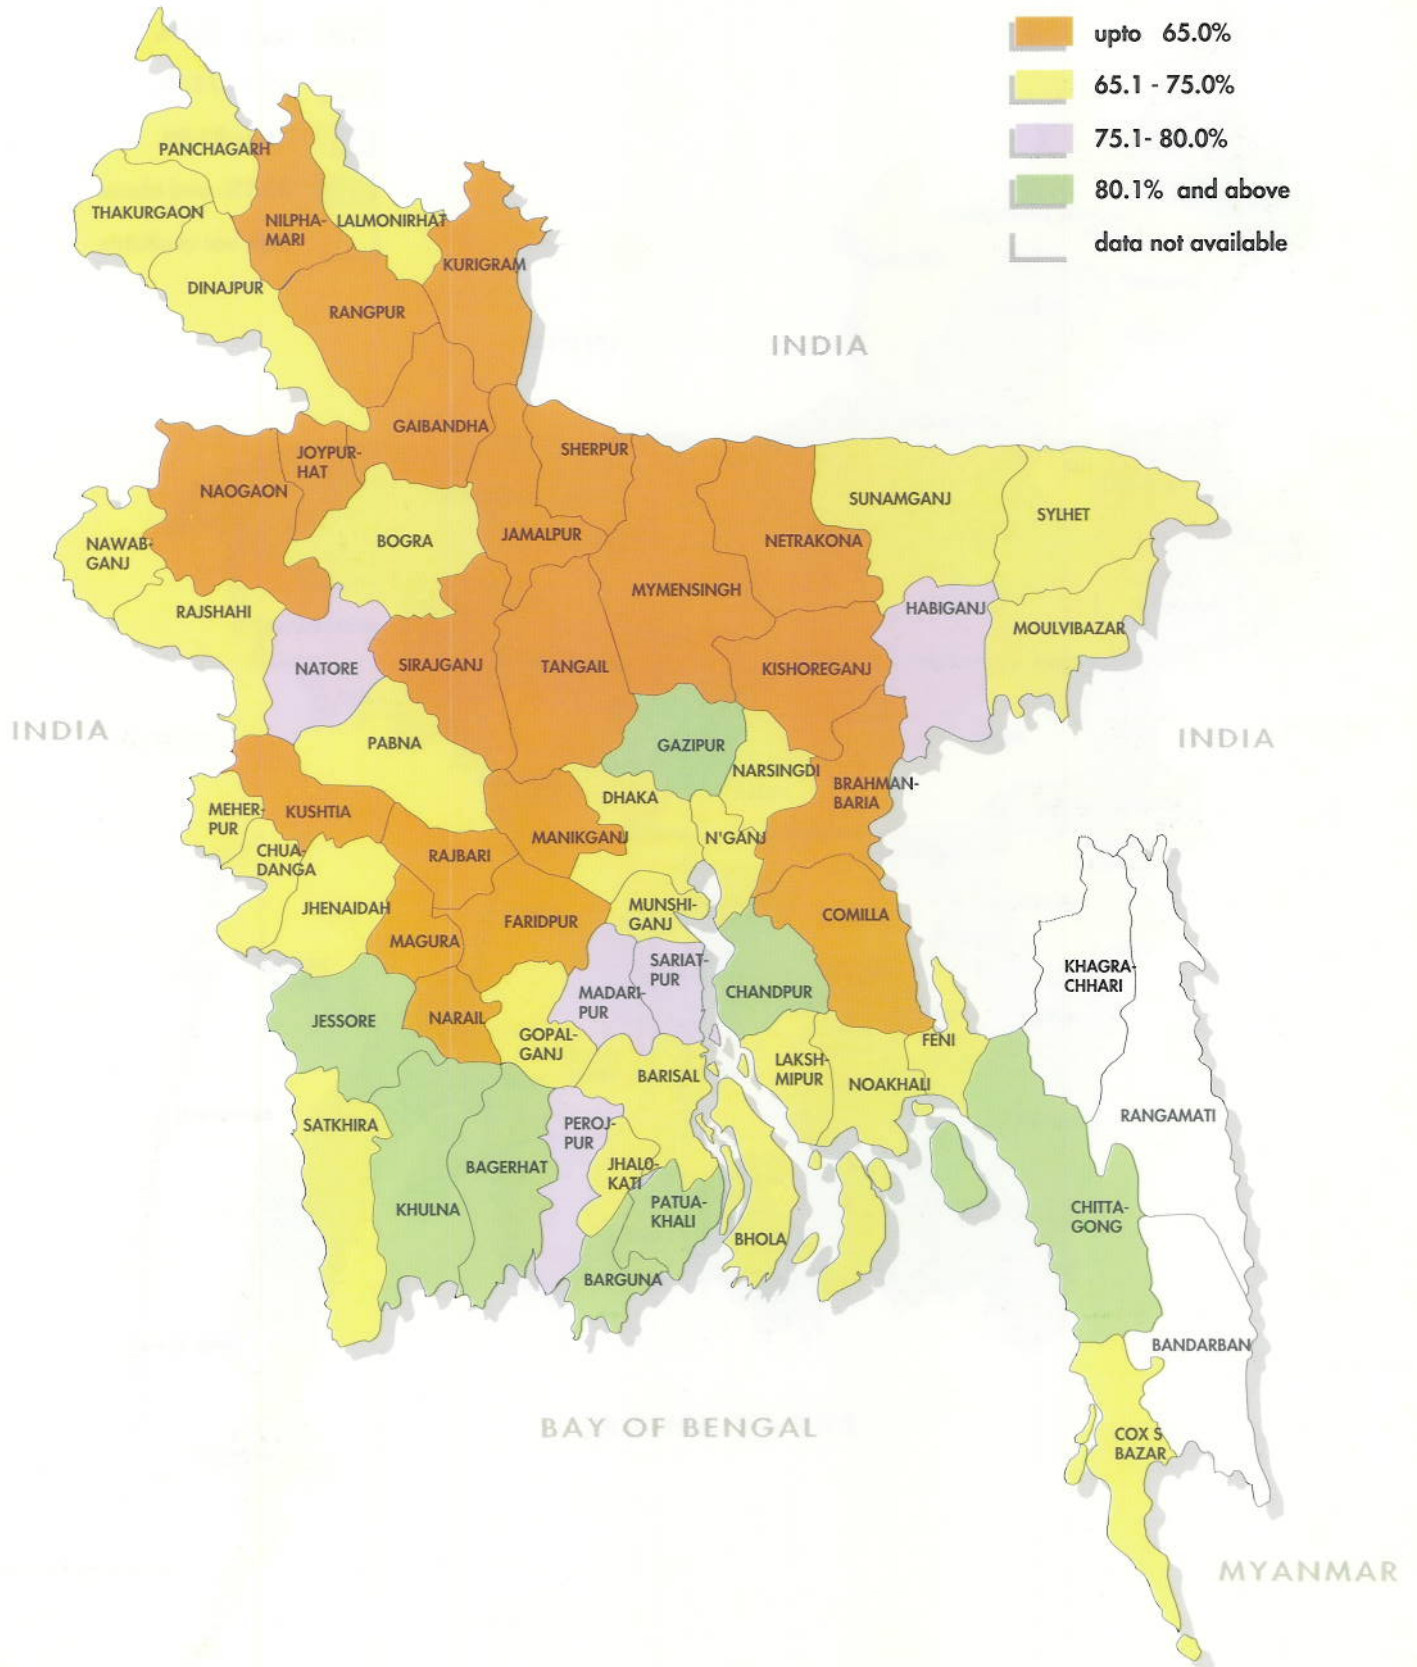 upto 65.0%
65.1 - 75.0%
75.1- 80.0%
80.1% and above
data not available
PANCHAGARH
THAKURGAON
NILPHA-
MARI
LALMONIRHAT
KURIGRAM
DINAJPUR
RANGPUR
INDIA
GAIBANDHA
JOYPUR-
HAT
SHERPUR
NAOGAON
SUNAMGANJ
SYLHET
NAWAB-
GANJ
BOGRA
JAMALPUR
NETRAKONA
MYMENSINGH
RAJSHAHI
HABIGANJ
MOULVIBAZAR
NATORE
SIRAJGANJ
TANGAIL
KISHOREGANJ
INDIA
PABNA
GAZIPUR
INDIA
NARSINGDI
BRAHMAN-
BARIA
DHAKA
MEHER-
PUR
KUSHTIA
MANIKGANJ
N'GANJ
CHUA-
DANGA
RAJBARI
JHENAIDAH
FARIDPUR
MUNSHI-
GANJ
COMILLA
MAGURA
SARIAT-
PUR
KHAGRA-
CHHARI
MADARI-
PUR
CHANDPUR
JESSORE
NARAIL
GOPAL-
GANJ
FENI
BARISAL
LAKSH-
MIPUR
NOAKHALI
RANGAMATI
SATKHIRA
PEROJ-
PUR
BAGERHAT
JHALO-
KATI
KHULNA
PATUA-
KHALI
CHITTA-
GONG
BHOLA
BARGUNA
BANDARBAN
BAY OF BENGAL
COX S
BAZAR
MYANMAR